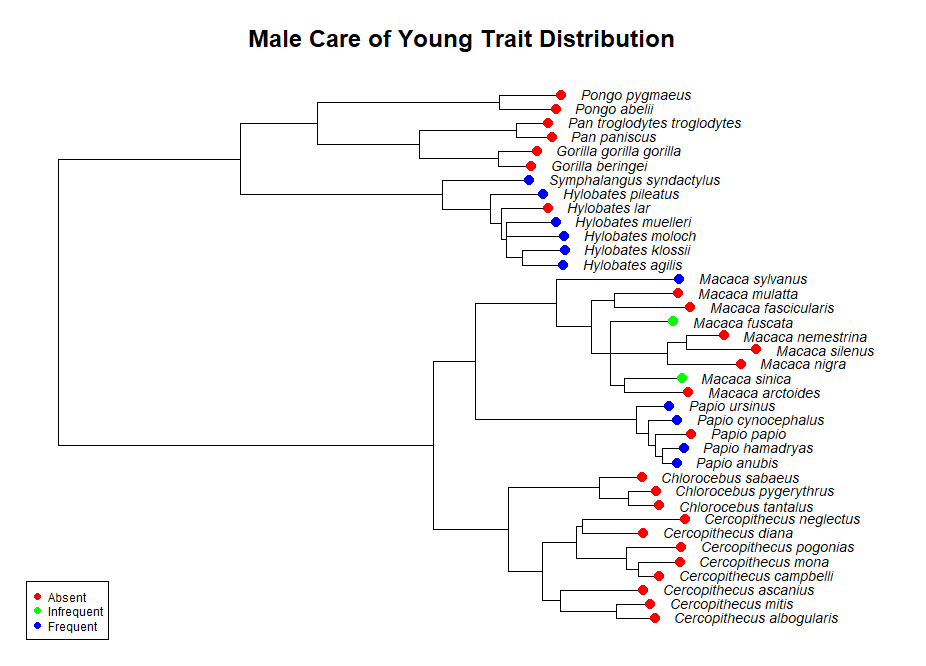 Male Care of Young Trait Distribution
Pongo pygmaeus
Pongo abelii
Pan troglodytes troglodytes
Pan paniscus
Gorilla gorilla gorilla
Gorilla beringei
Symphalangus syndactylus
Hylobates pileatus
Hylobates lar
Hylobates muelleri
Hylobates moloch
Hylobates klossii
Hylobates agilis
Macaca sylvanus
Macaca mulatta
Macaca fascicularis
Macaca fuscata
Macaca nemestrina
Macaca silenus
Macaca nigra
Macaca sinica
Macaca arctoides
Papio ursinus
Papio cynocephalus
Papio papio
Papio hamadryas
Papio anubis
Chlorocebus sabaeus
Chlorocebus pygerythrus
Chlorocebus tantalus
Cercopithecus neglectus
Cercopithecus diana
Cercopithecus pogonias
Cercopithecus mona
Cercopithecus campbelli
Cercopithecus ascanius
Cercopithecus mitis
Cercopithecus albogularis
Absent
Infrequent
Frequent